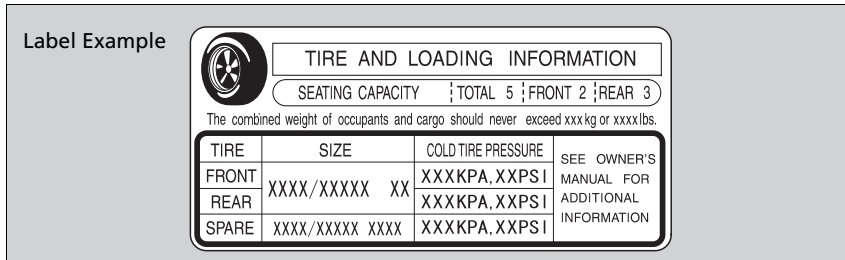 Label Example
TIRE AND LOADING INFORMATION
SEATING CAPACITY TOTAL 5 FRONT 2 REAR 3
The combined weight of occupants and cargo should never exceed xxx kg or xxxx lbs.
TIRE SIZE COLD TIRE PRESSURE SEE OWNER'S MANUAL FOR ADDITIONAL INFORMATION
FRONT XXXX/XXXXX XX XXXKPA,XXPSI
REAR XXXKPA,XXPSI
SPARE XXXX/XXXXX XXXX XXXKPA,XXPSI